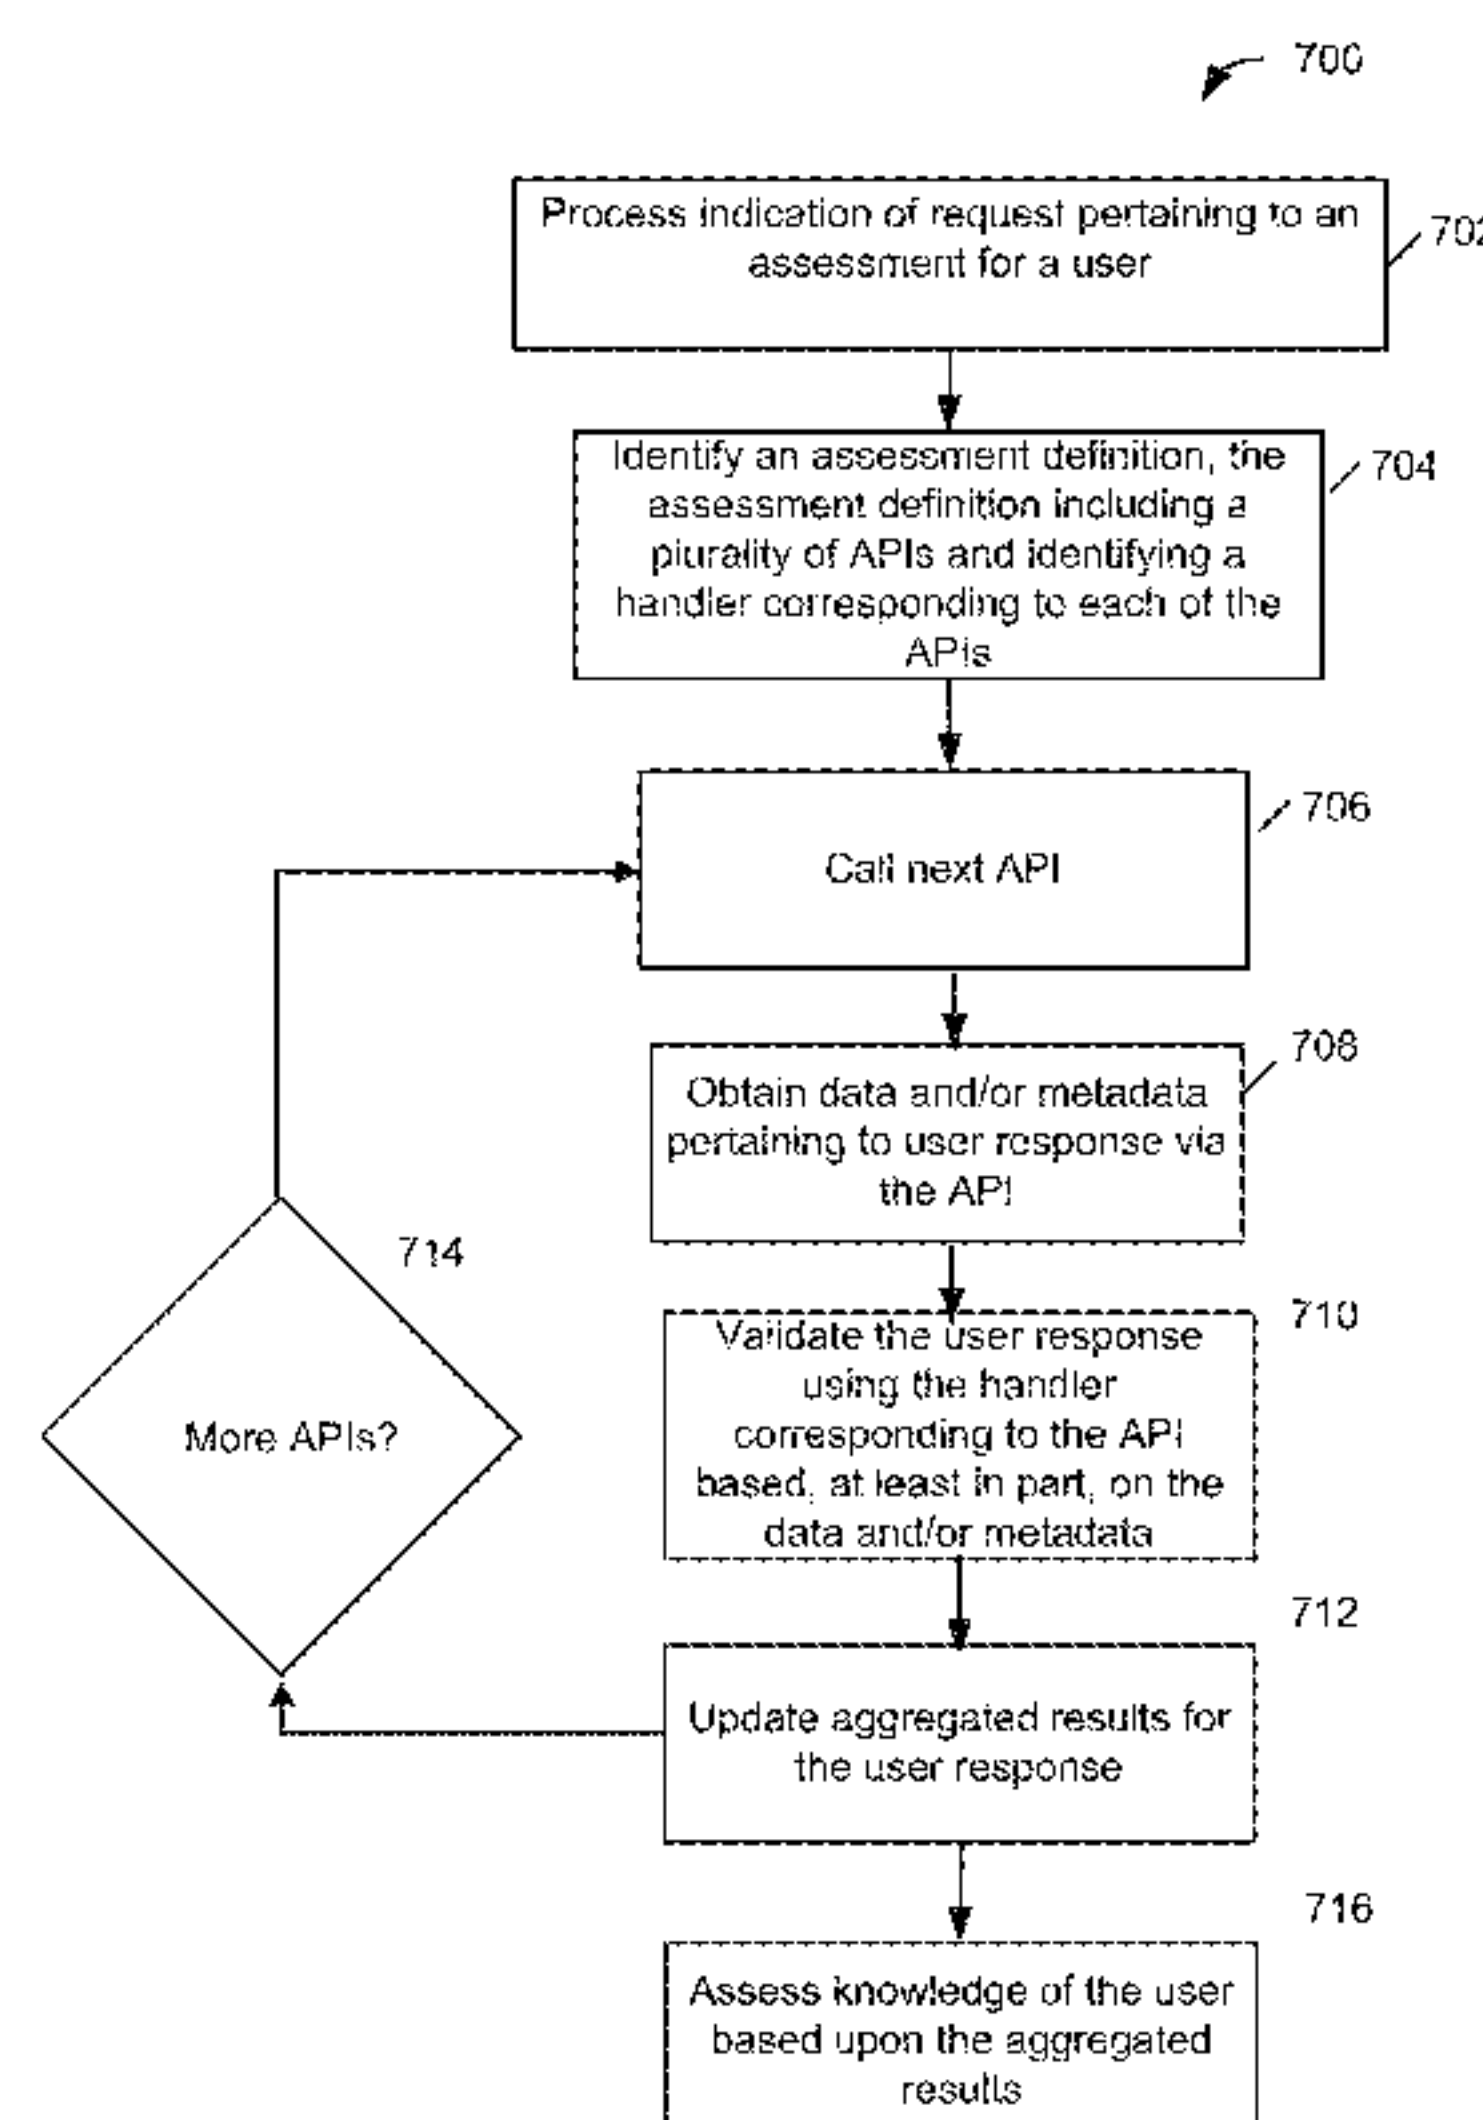 700
Process indication of request pertaining to an
assessment for a user
702
Identify an assessment definition, the
assessment definition including a
plurality of APIs and identifying a
handler corresponding to each of the
APIs
704
Call next API
706
Obtain data and/or metadata
pertaining to user response via
the API
708
Validate the user response
using the handler
corresponding to the API
based, at least in part, on the
data and/or metadata
710
More APIs?
714
Update aggregated results for
the user response
712
Assess knowledge of the user
based upon the aggregated
results
716